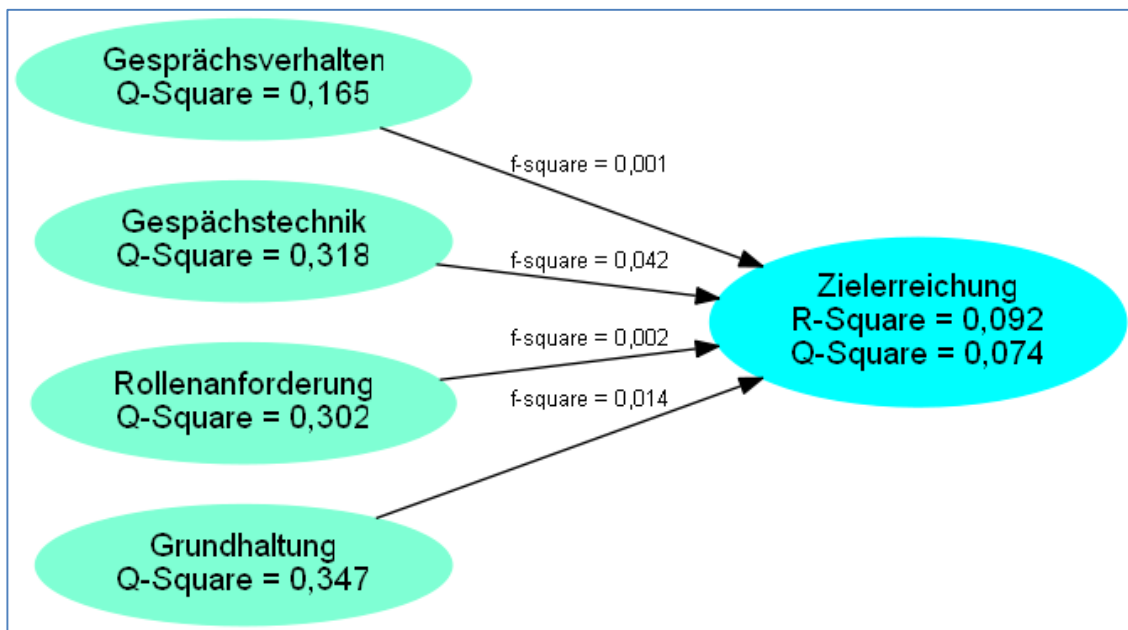 Gesprächsverhalten
Q-Square = 0,165
f-square = 0,001
Gespächstechnik
Q-Square = 0,318
f-square = 0,042
Zielerreichung
R-Square = 0,092
Q-Square = 0,074
f-square = 0,002
Rollenanforderung
Q-Square = 0,302
f-square = 0,014
Grundhaltung
Q-Square = 0,347